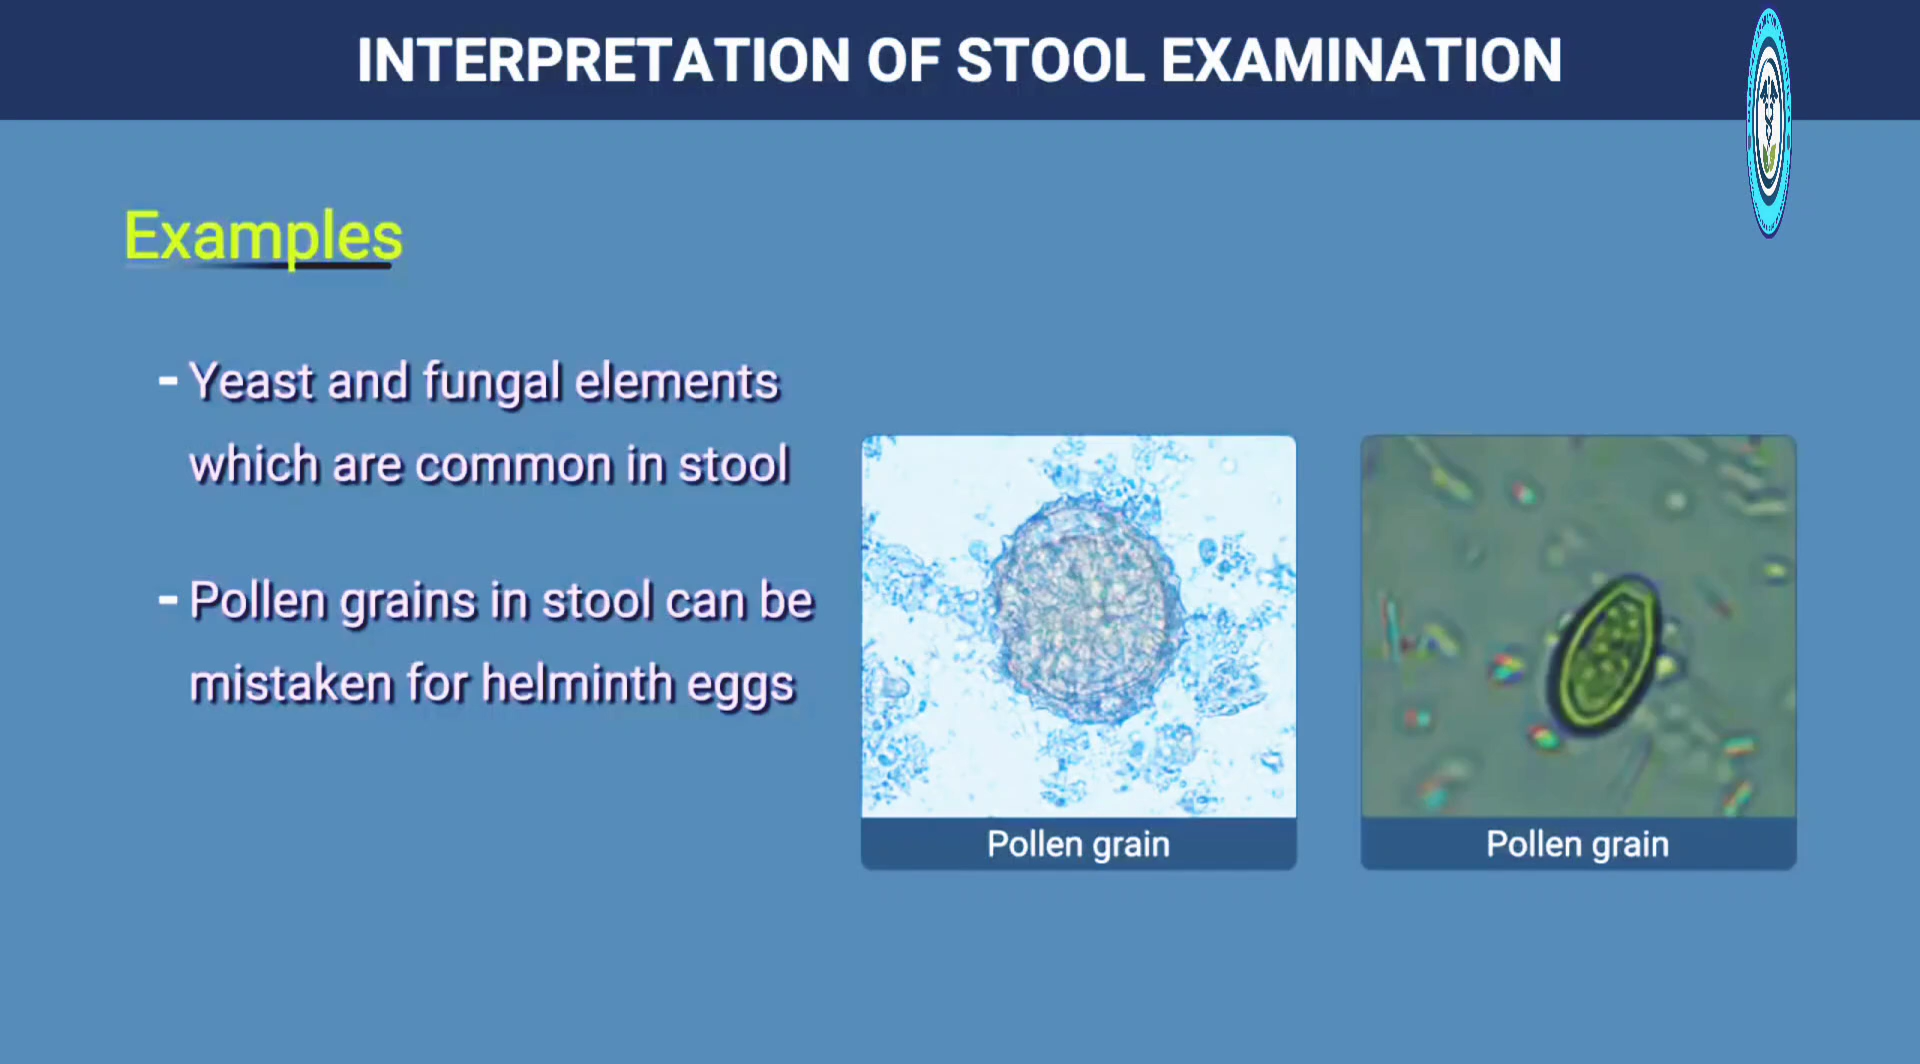 INTERPRETATION OF STOOL EXAMINATION
Examples
- Yeast and fungal elements
which are common in stool
- Pollen grains in stool can be
mistaken for helminth eggs
Pollen grain
Pollen grain